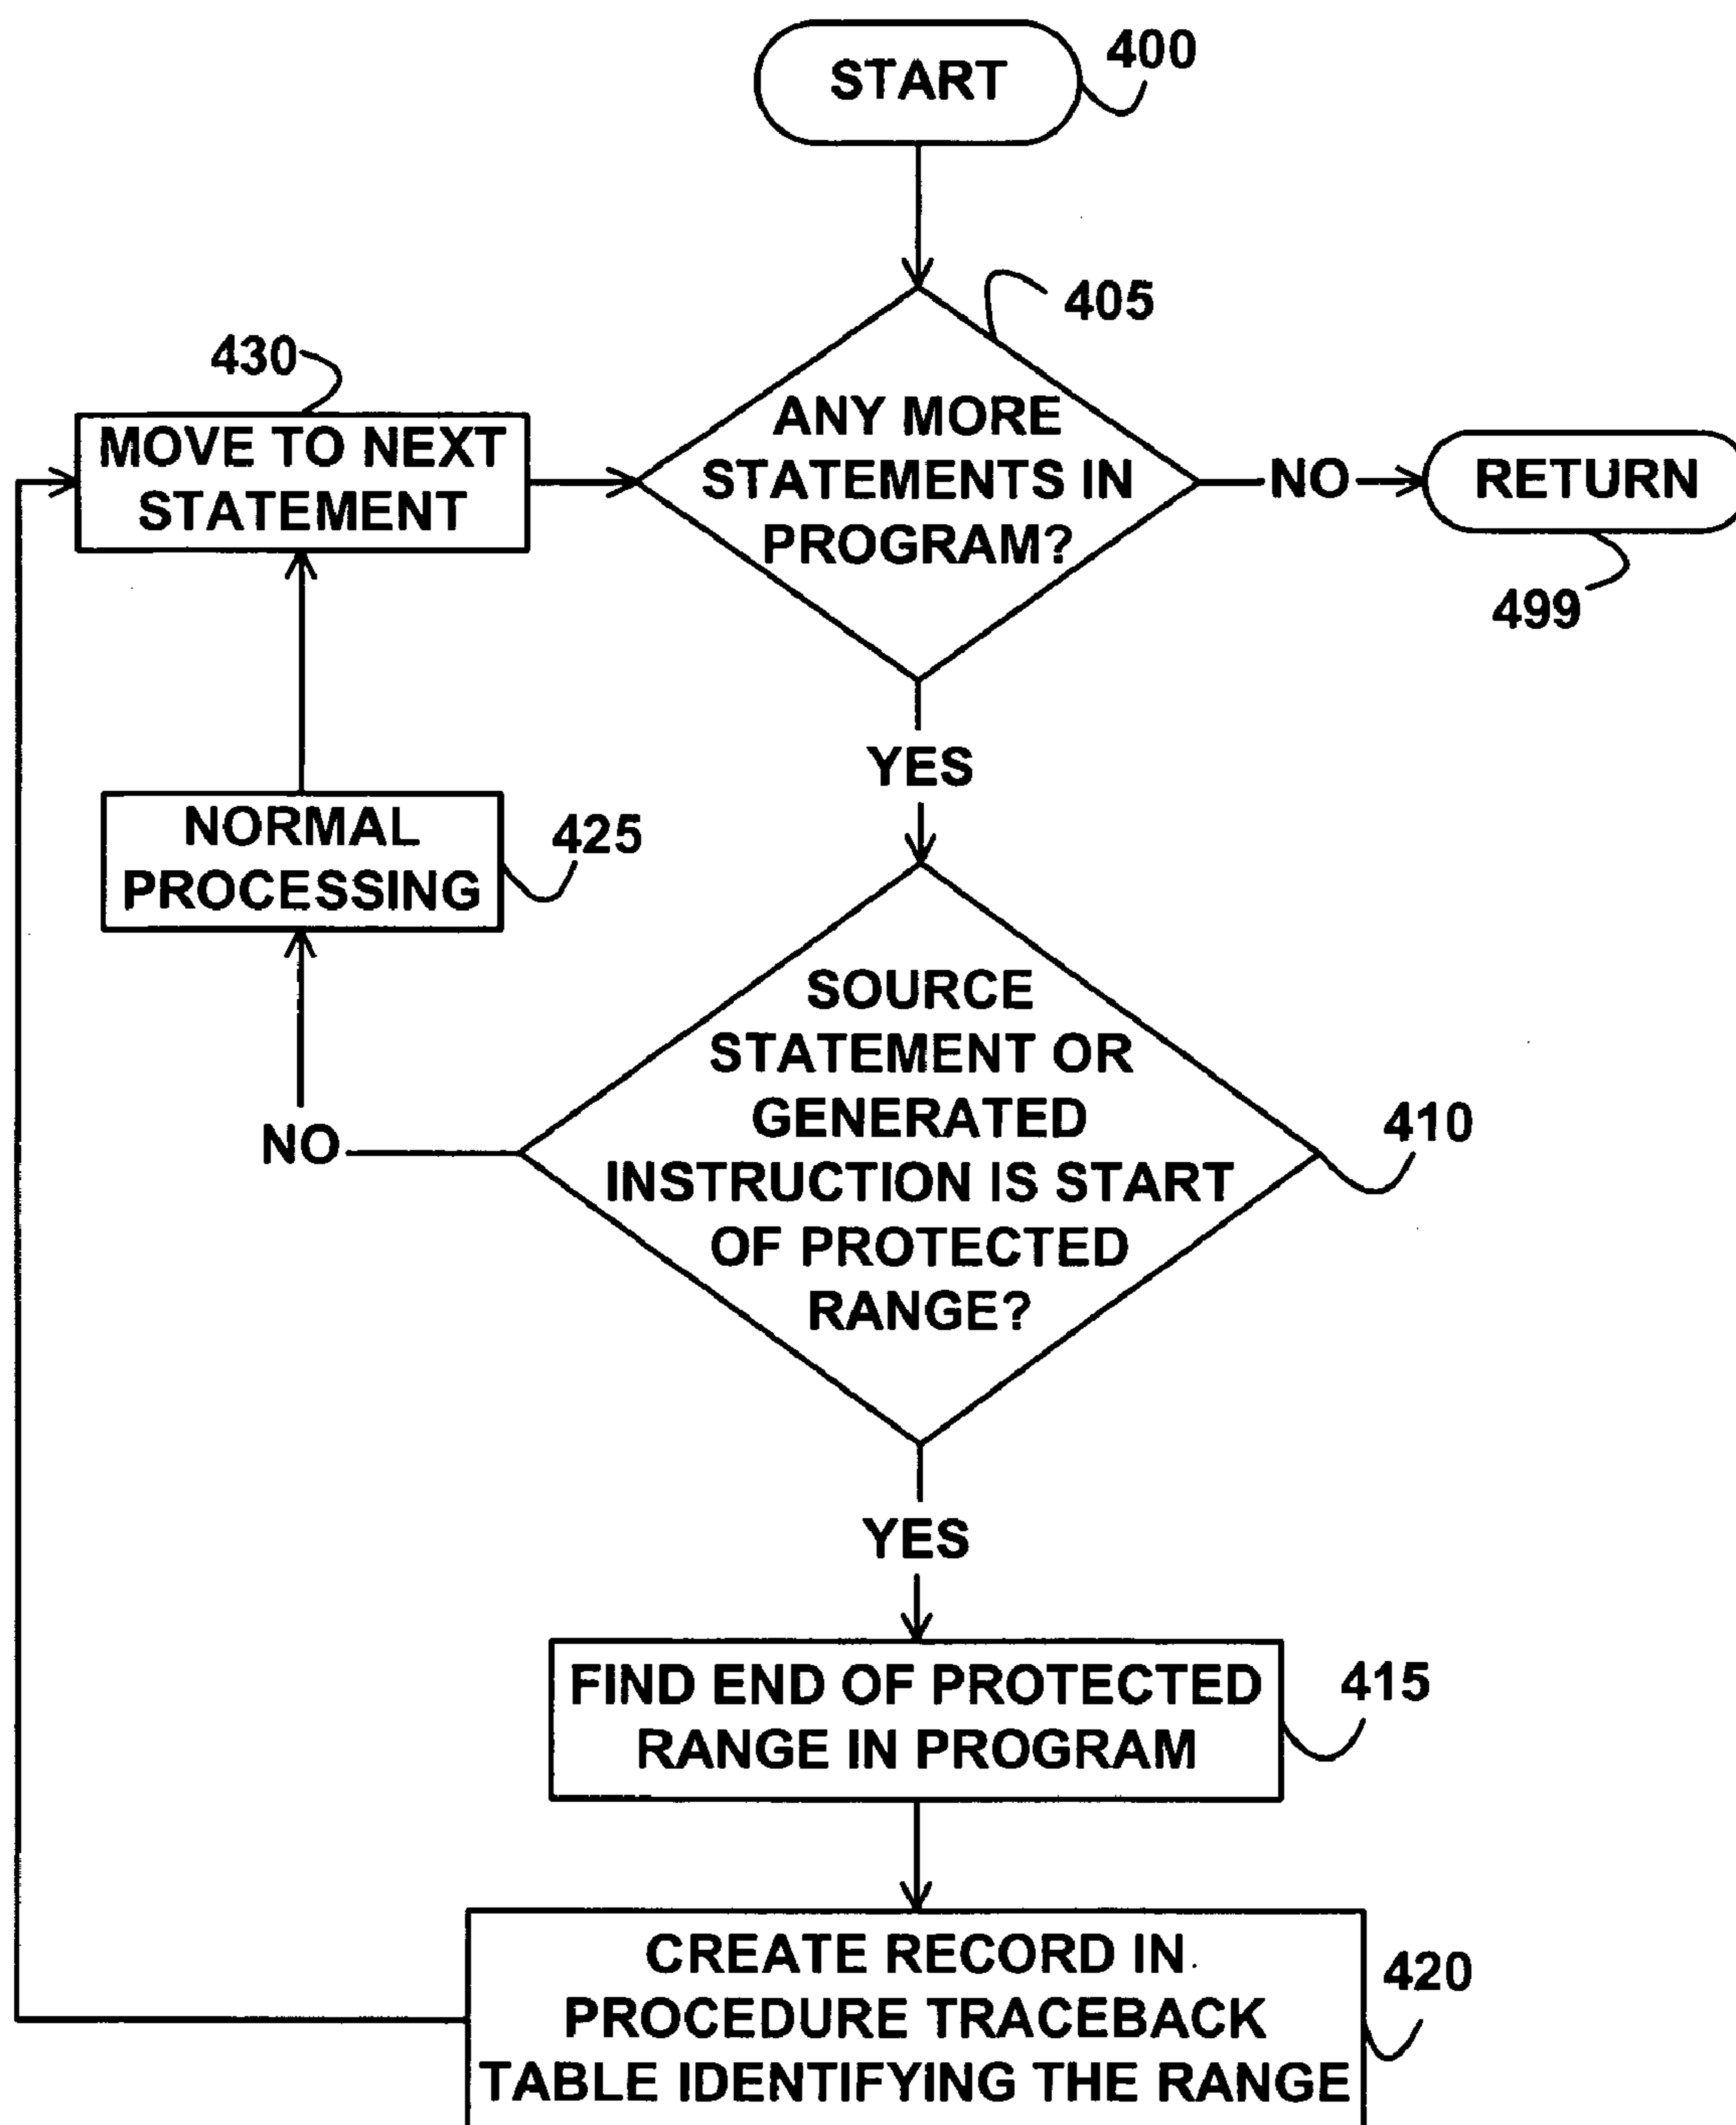 START
400
405
ANY MORE
STATEMENTS IN
PROGRAM?
430
MOVE TO NEXT
STATEMENT
NO
RETURN
499
YES
NORMAL
PROCESSING
425
SOURCE
STATEMENT OR
GENERATED
INSTRUCTION IS START
OF PROTECTED
RANGE?
410
NO
YES
FIND END OF PROTECTED
RANGE IN PROGRAM
415
CREATE RECORD IN
PROCEDURE TRACEBACK
TABLE IDENTIFYING THE RANGE
420